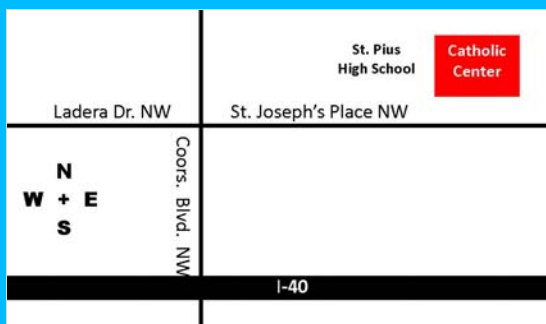 St. Pius
High School
Catholic
Center
Ladera Dr. NW
St. Joseph's Place NW
Coors. Blvd. NW
N
W + E
S
I-40